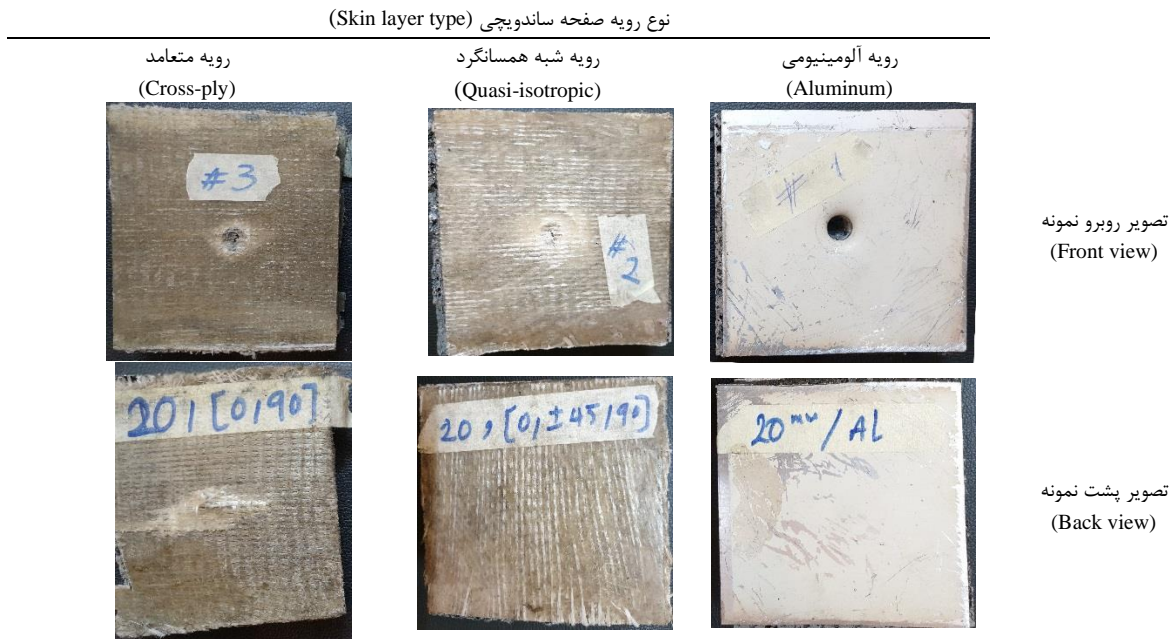 نوع رویه صفحه ساندویچی (Skin layer type)
رویه آلومینیومی
(Aluminum)
رویه شبه همسانگرد
(Quasi-isotropic)
رویه متعامد
(Cross-ply)
تصویر روبرو نمونه
(Front view)
# 1
# 2
#3
تصویر پشت نمونه
(Back view)
20mm / AL
20, [0, ±45/90]
20, [0,90]